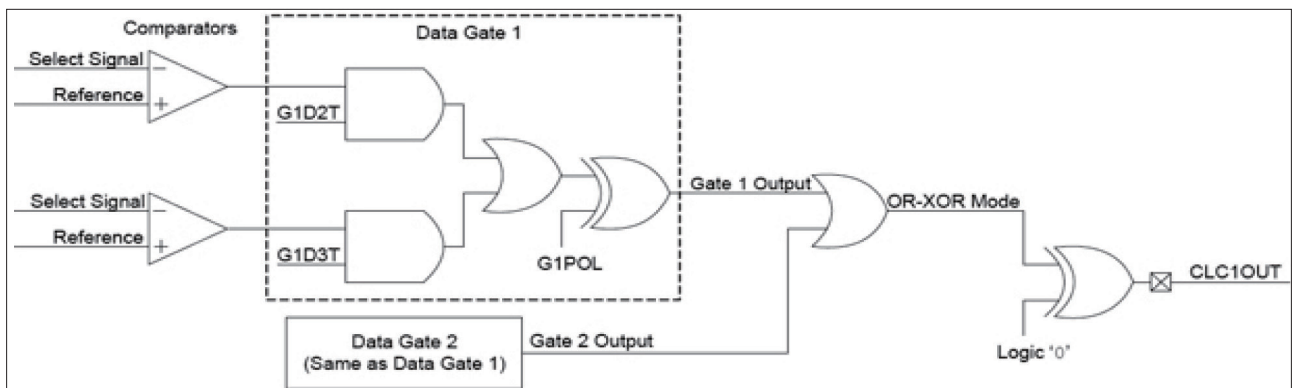 Comparators
Data Gate 1
Select Signal
−
Reference
+
G1D2T
Select Signal
−
Reference
+
G1D3T
G1POL
Gate 1 Output
OR-XOR Mode
CLC1OUT
Data Gate 2
(Same as Data Gate 1)
Gate 2 Output
Logic "0"